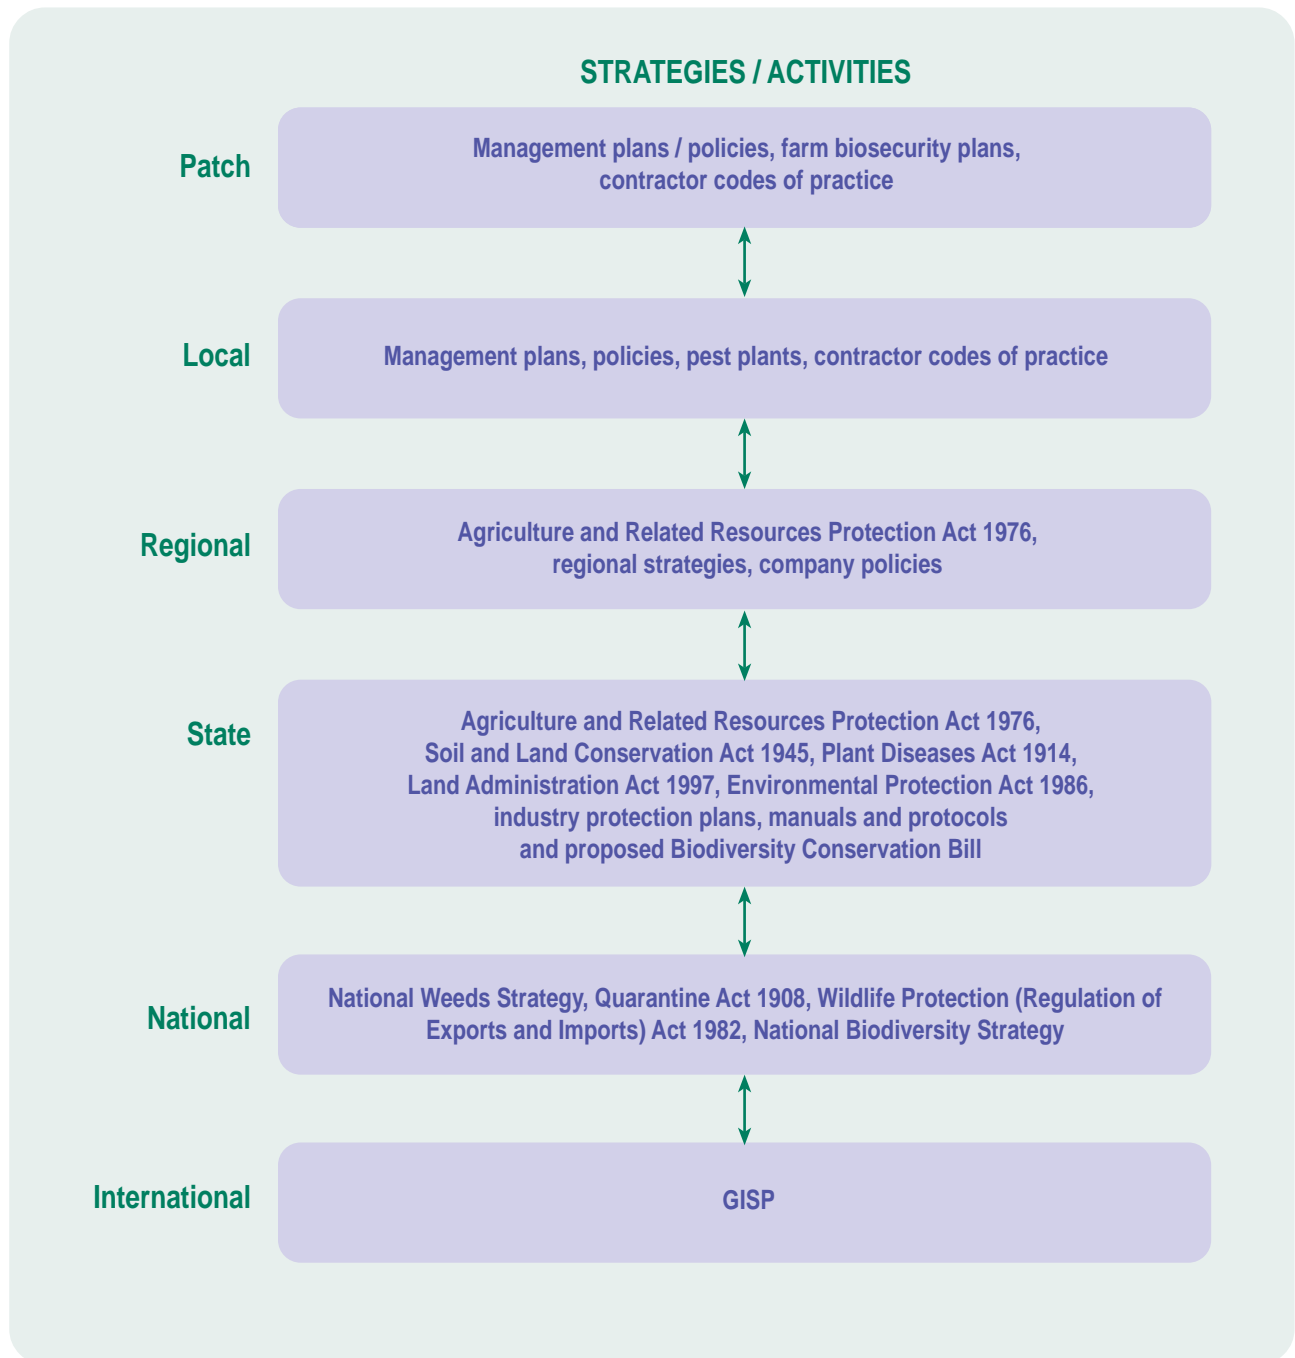 STRATEGIES / ACTIVITIES
Patch
Management plans / policies, farm biosecurity plans,
contractor codes of practice
Local
Management plans, policies, pest plants, contractor codes of practice
Regional
Agriculture and Related Resources Protection Act 1976,
regional strategies, company policies
State
Agriculture and Related Resources Protection Act 1976,
Soil and Land Conservation Act 1945, Plant Diseases Act 1914,
Land Administration Act 1997, Environmental Protection Act 1986,
industry protection plans, manuals and protocols
and proposed Biodiversity Conservation Bill
National
National Weeds Strategy, Quarantine Act 1908, Wildlife Protection (Regulation of
Exports and Imports) Act 1982, National Biodiversity Strategy
International
GISP